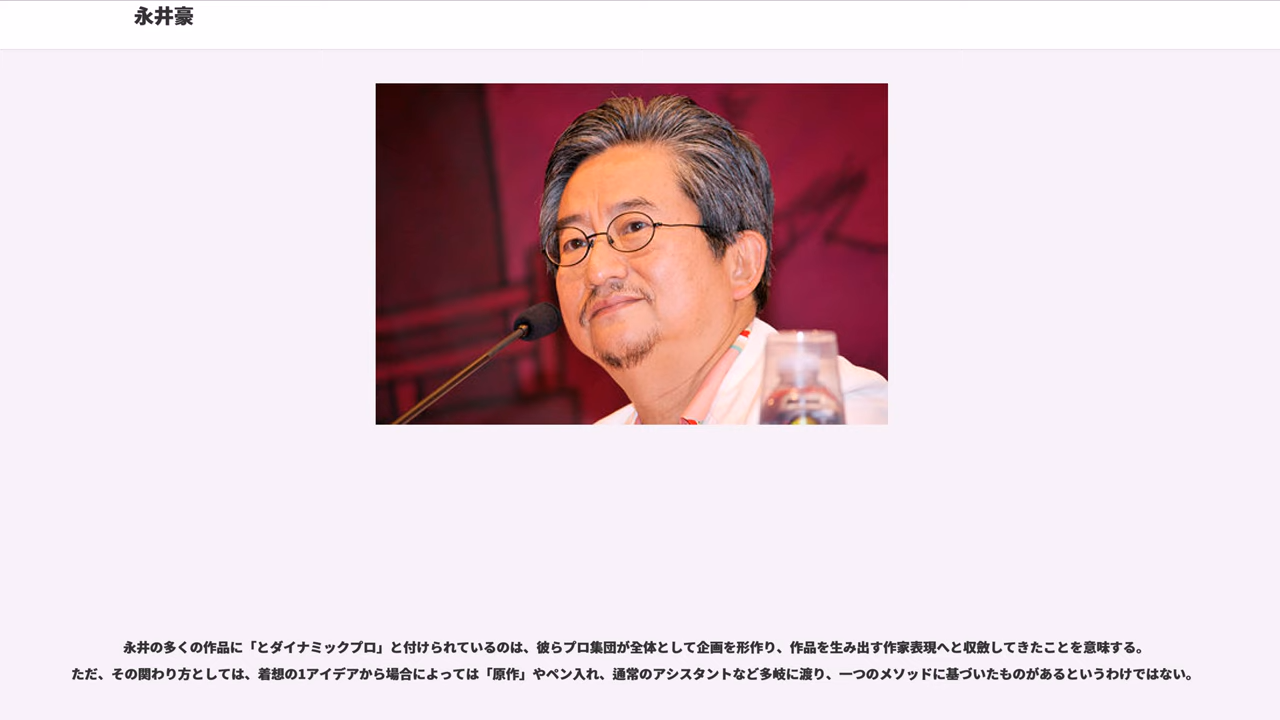 永井豪
永井の多くの作品に「とダイナミックプロ」と付けられているのは、彼らプロ集団が全体として企画を形作り、作品を生み出す作家表現へと収斂してきたことを意味する。
ただ、その関わり方としては、着想の1アイデアから場合によっては「原作」やペン入れ、通常のアシスタントなど多岐に渡り、一つのメソッドに基づいたものがあるというわけではない。